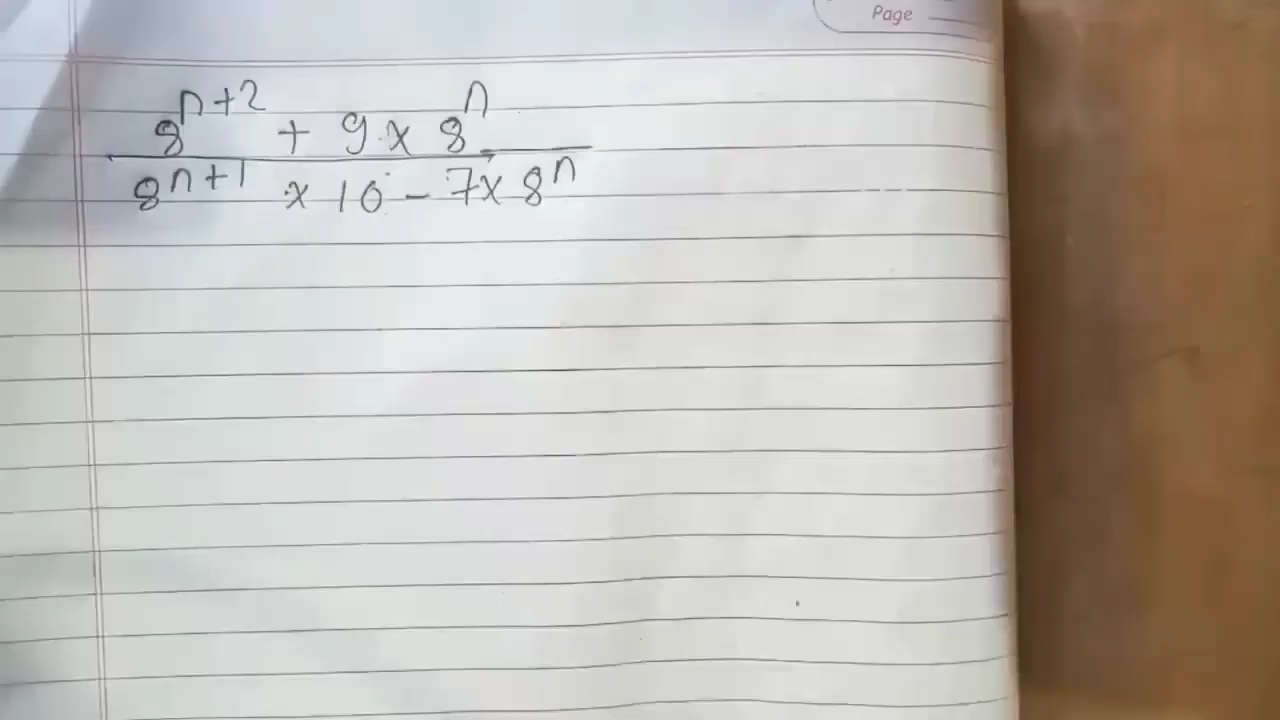 Page
8^{n+2} + 9 × 8^n
8^{n+1} × 10 - 7 × 8^n